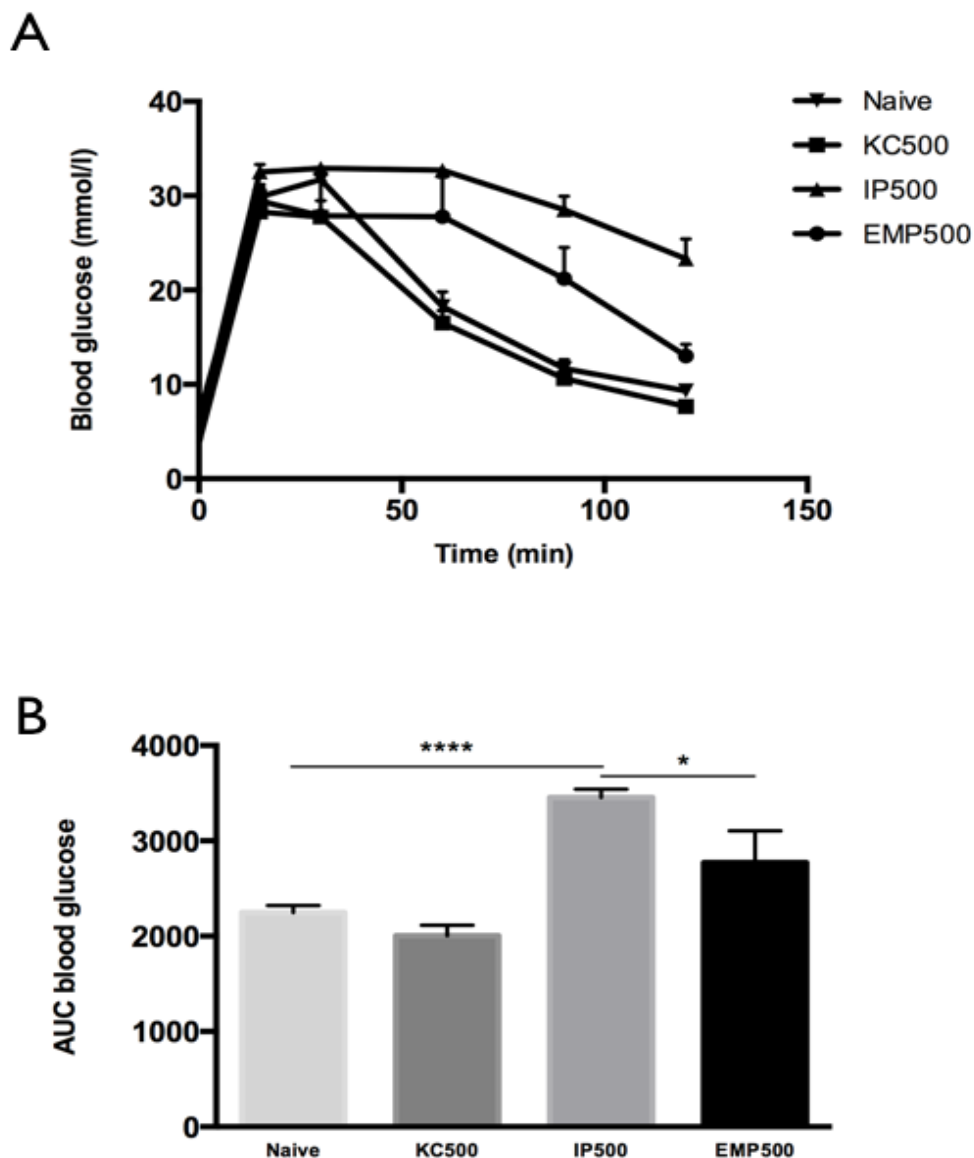 A
40
30
20
10
0
Blood glucose (mmol/l)
0 50 100 150
Time (min)
Naive
KC500
IP500
EMP500
B
4000
3000
2000
1000
0
AUC blood glucose
**** *
Naive KC500 IP500 EMP500